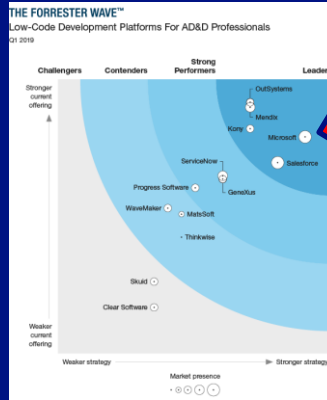 THE FORRESTER WAVE™
Low-Code Development Platforms For AD&D Professionals
Q1 2019
Challengers
Contenders
Strong
Performers
Leader
Stronger
current
offering
OutSystems
Mendix
Kony
Microsoft
Salesforce
ServiceNow
GeneXus
Progress Software
WaveMaker
MatsSoft
Thinkwise
Skuid
Clear Software
Weaker
current
offering
Weaker strategy
Stronger strategy
Market presence